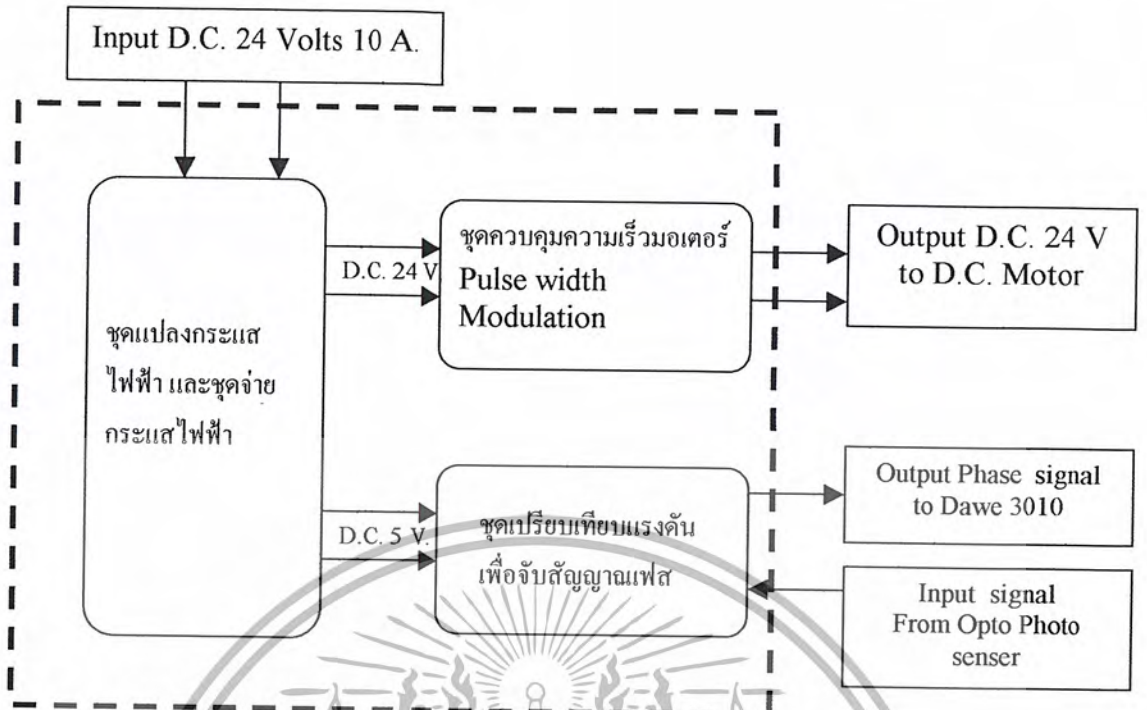 Input D.C. 24 Volts 10 A.
ชุดแปลงกระแส
ไฟฟ้า และชุดจ่าย
กระแสไฟฟ้า
D.C. 24 V
ชุดควบคุมความเร็วมอเตอร์
Pulse width
Modulation
Output D.C. 24 V
to D.C. Motor
D.C. 5 V.
ชุดเปรียบเทียบแรงดัน
เพื่อจับสัญญาณเฟส
Output Phase signal
to Dawe 3010
Input signal
From Opto Photo
senser